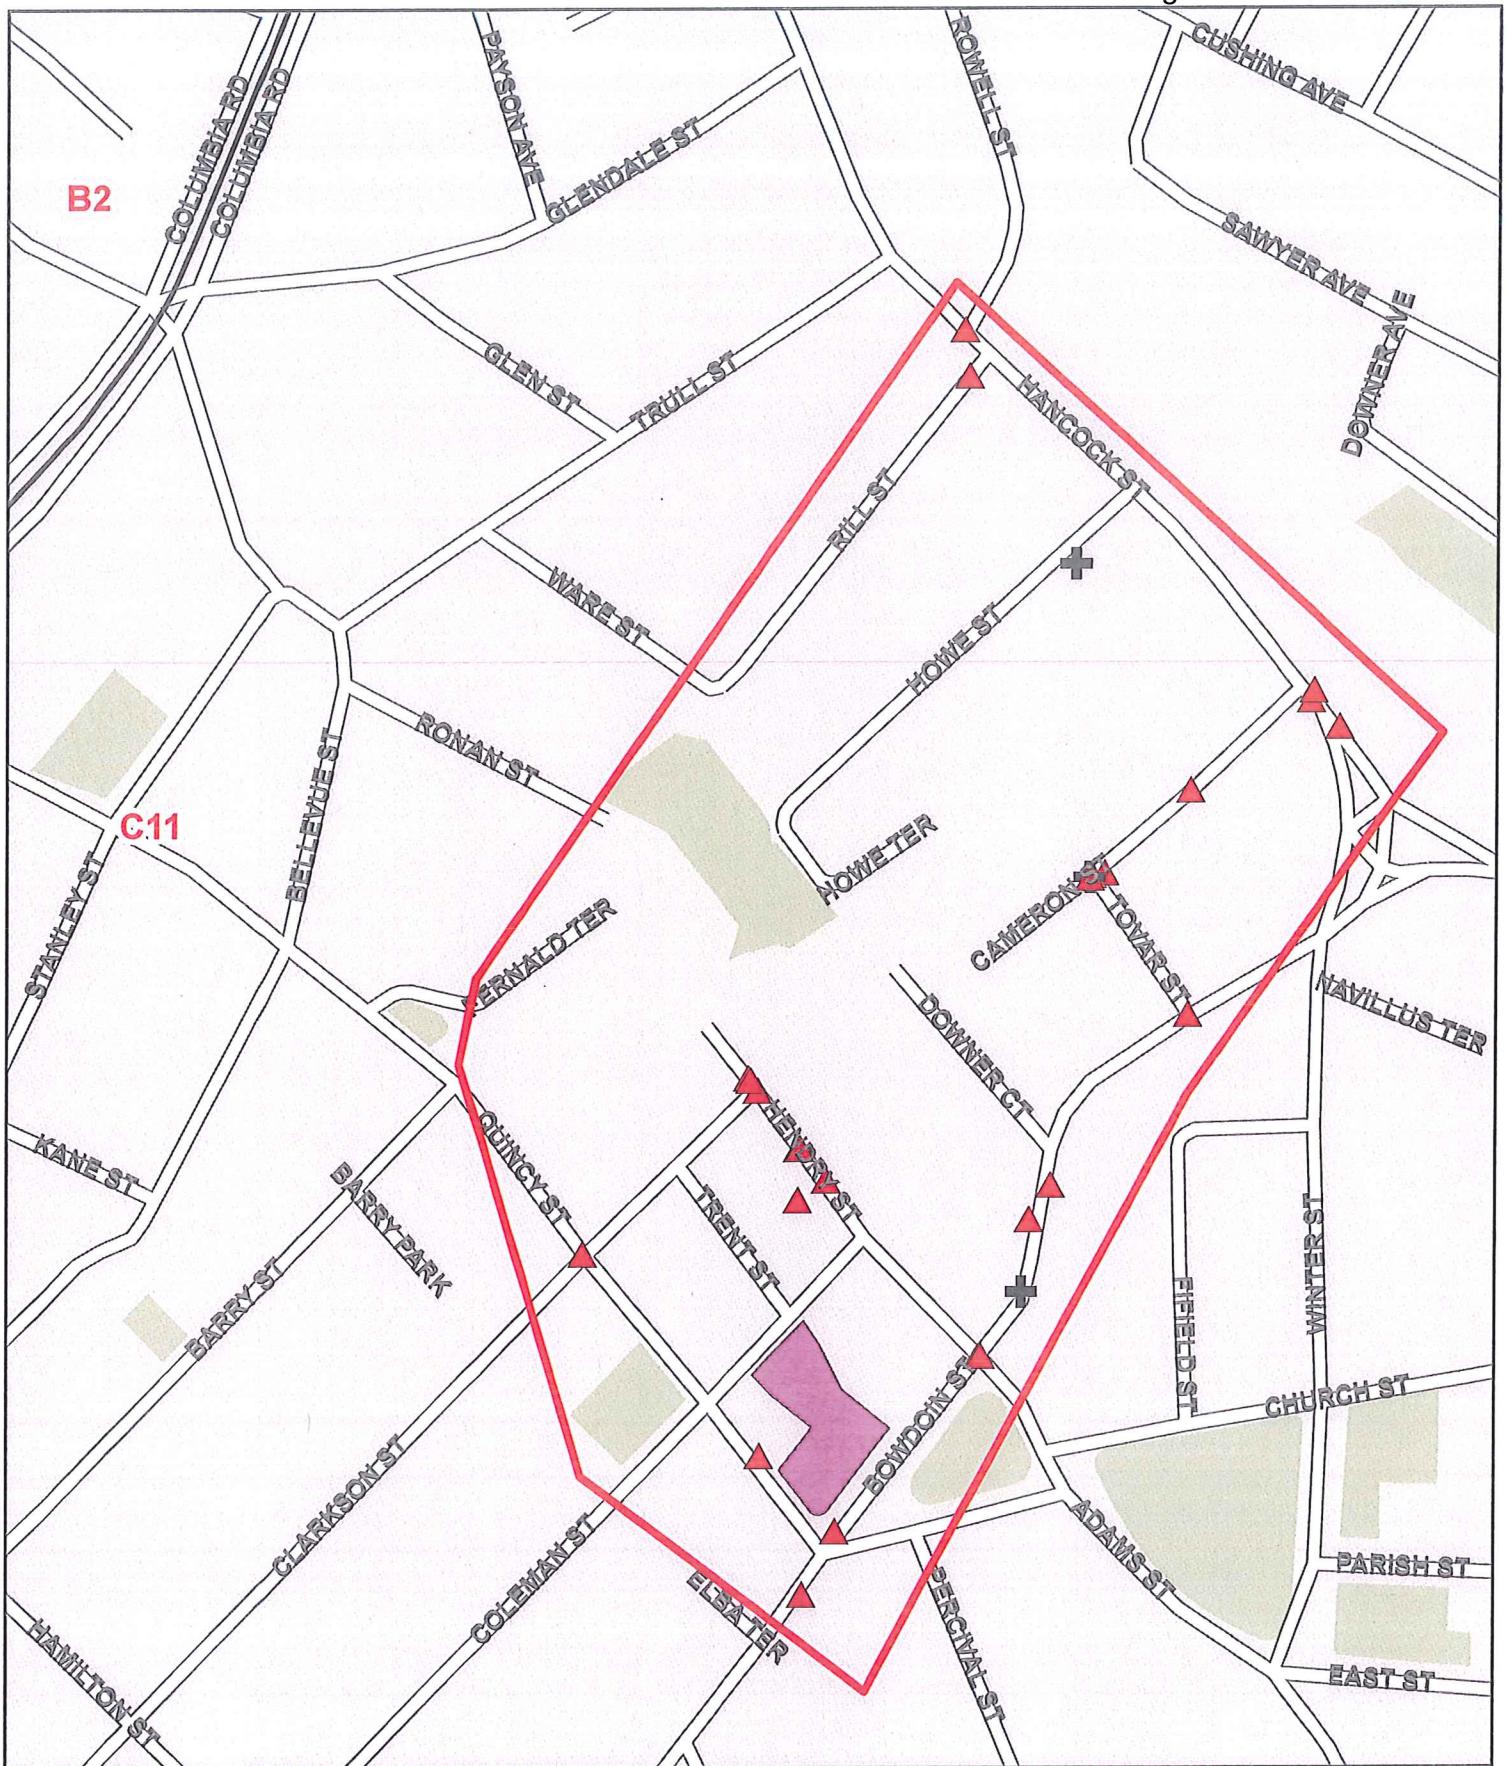 COLUMBIA RD
COLUMBIA RD
PAYSON AVE
ROWELL ST
CUSHING AVE
GLENDALE ST
B2
SAWYER AVE
DOWNER AVE
GLEN ST
TRULL ST
HANCOCK ST
RILL ST
WARE ST
HOWE ST
RONAN ST
BELLEVUE ST
C11
HOWE TER
STANLEY ST
CAMERON ST
TOVAR ST
FERNALD TER
NAVILLUS TER
DOWNER CT
HENDRY ST
QUINCY ST
KANE ST
BARRY PARK
TRENT ST
BARRY ST
FIFIELD ST
WINTER ST
CHURCH ST
BOWDOIN ST
CLARKSON ST
COLEMAN ST
ADAMS ST
PARISH ST
ELBA TER
PERCIVAL ST
HAMILTON ST
EAST ST